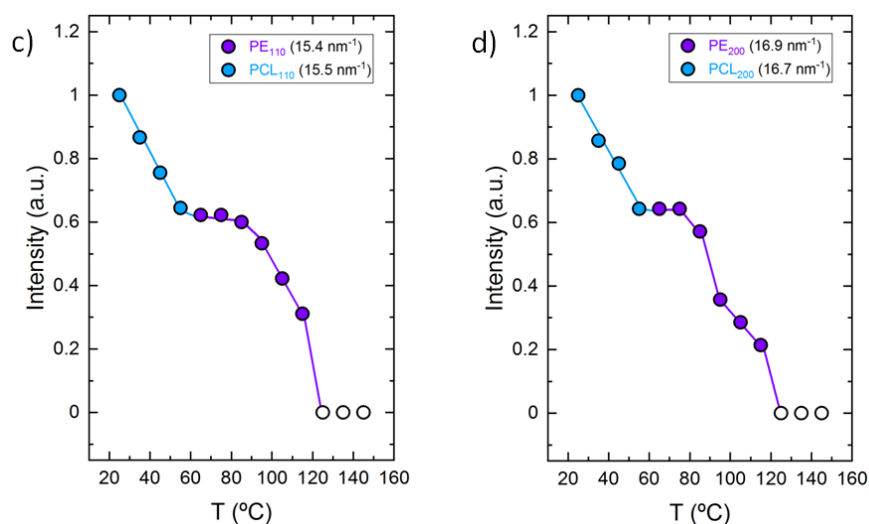 c)
1.2
1
0.8
0.6
0.4
0.2
0
Intensity (a.u.)
20 40 60 80 100 120 140 160
T (ºC)
PE110 (15.4 nm-1)
PCL110 (15.5 nm-1)
d)
1.2
1
0.8
0.6
0.4
0.2
0
Intensity (a.u.)
20 40 60 80 100 120 140 160
T (ºC)
PE200 (16.9 nm-1)
PCL200 (16.7 nm-1)